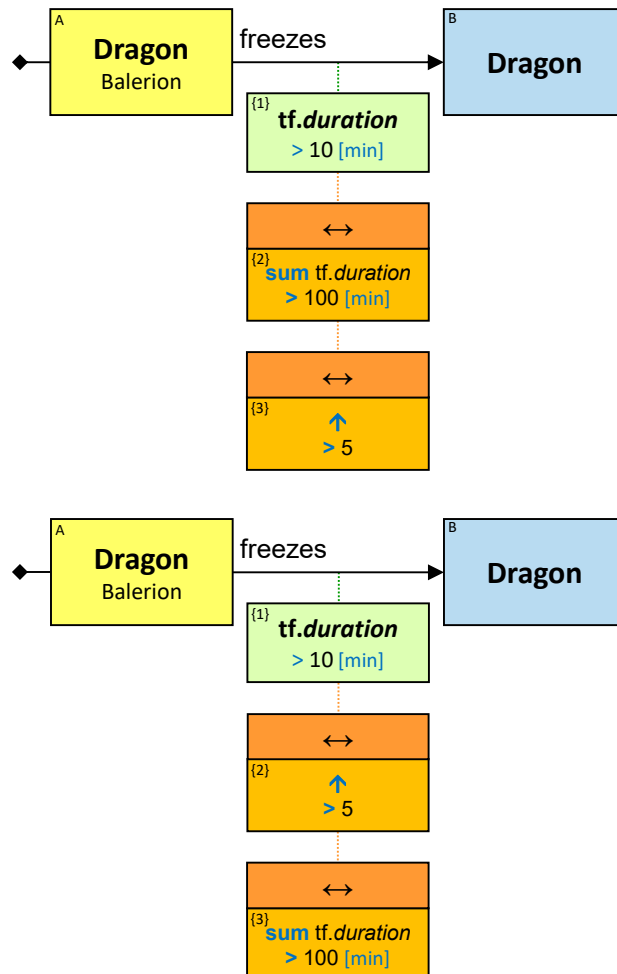 A
Dragon
Balerion
freezes
B
Dragon
{1}
tf.duration
> 10 [min]
↔
{2}
sum tf.duration
> 100 [min]
↔
{3}
↑
> 5
A
Dragon
Balerion
freezes
B
Dragon
{1}
tf.duration
> 10 [min]
↔
{2}
↑
> 5
↔
{3}
sum tf.duration
> 100 [min]